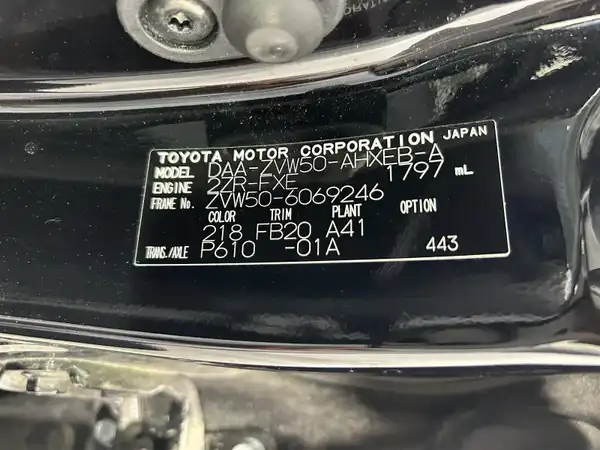 RPORATION
TOYOTA MOTOR CORPORATION JAPAN
MODEL DAA-ZVW50-AHXEB-A
ENGINE 2ZR-FXE 1797 mL
FRAME No. ZVW50-6069246
COLOR TRIM PLANT OPTION
218 FB20 A41
TRANS./AXLE P610 -01A 443